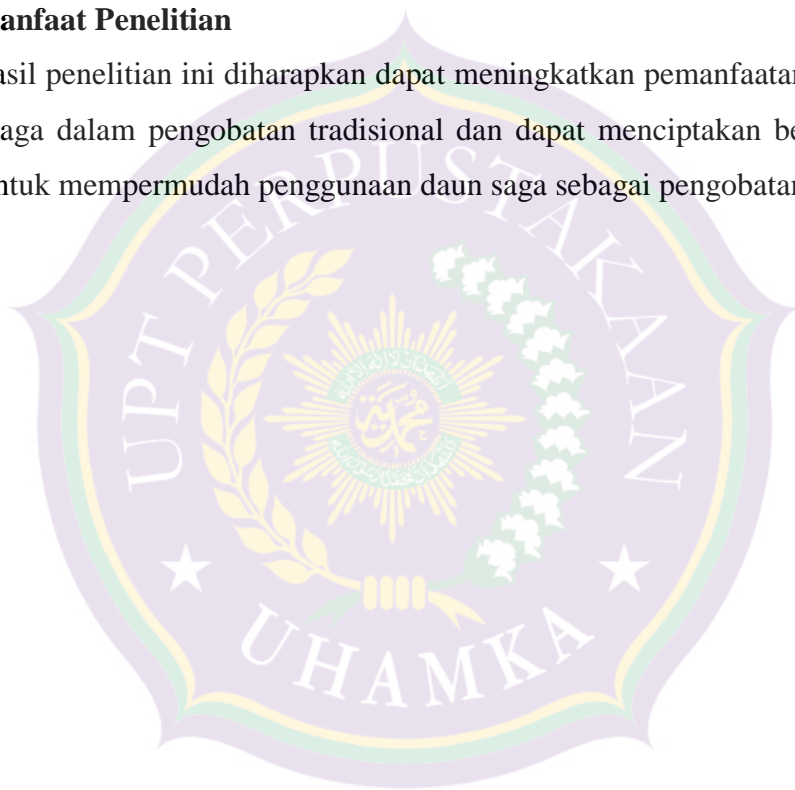 anfaat Penelitian
asil penelitian ini diharapkan dapat meningkatkan pemanfaatan
aga dalam pengobatan tradisional dan dapat menciptakan be
ntuk mempermudah penggunaan daun saga sebagai pengobatan
UPT PERPUSTAKAAN
محمدية
UHAMKA